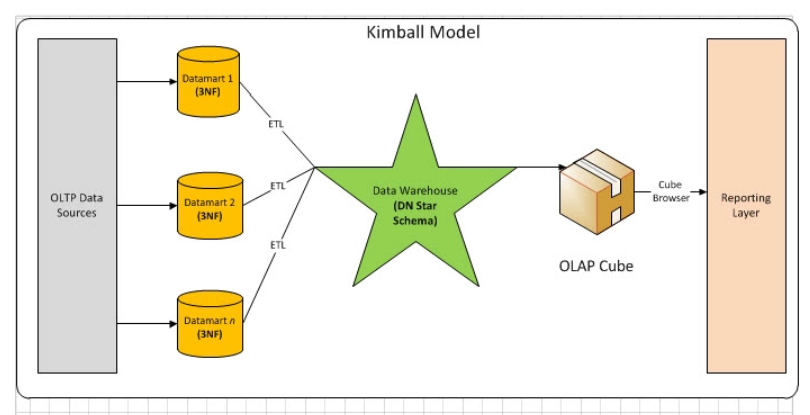 Kimball Model
OLTP Data
Sources
Datamart 1
(3NF)
ETL
Datamart 2
(3NF)
ETL
Datamart n
(3NF)
ETL
Data Warehouse
(DN Star
Schema)
OLAP Cube
Cube
Browser
Reporting
Layer